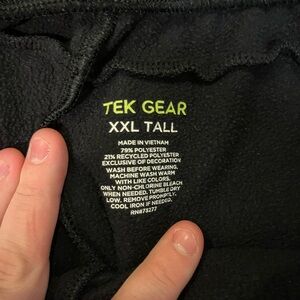 TEK GEAR
XXL TALL
MADE IN VIETNAM
79% POLYESTER
21% RECYCLED POLYESTER
EXCLUSIVE OF DECORATION
WASH BEFORE WEARING,
MACHINE WASH WARM
WITH LIKE COLORS,
ONLY NON-CHLORINE BLEACH
WHEN NEEDED. TUMBLE DRY
LOW. REMOVE PROMPTLY.
COOL IRON IF NEEDED.
RN#73277